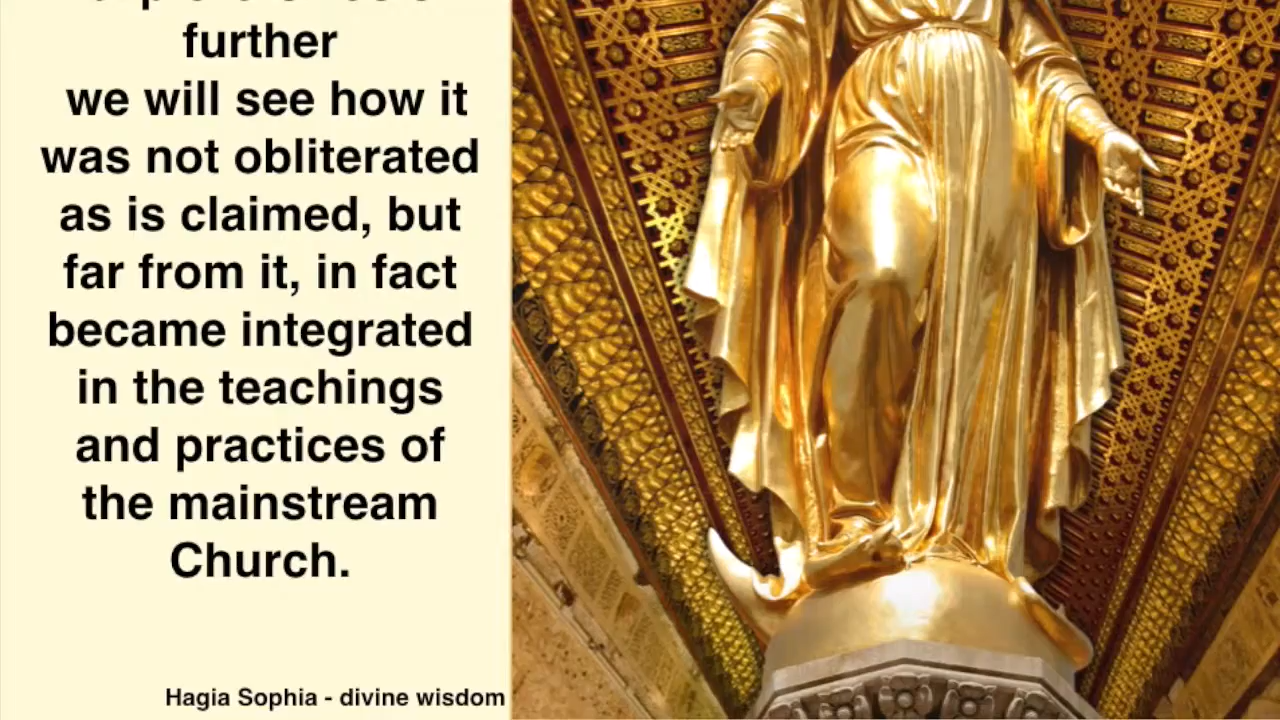 further
we will see how it
was not obliterated
as is claimed, but
far from it, in fact
became integrated
in the teachings
and practices of
the mainstream
Church.
Hagia Sophia - divine wisdom